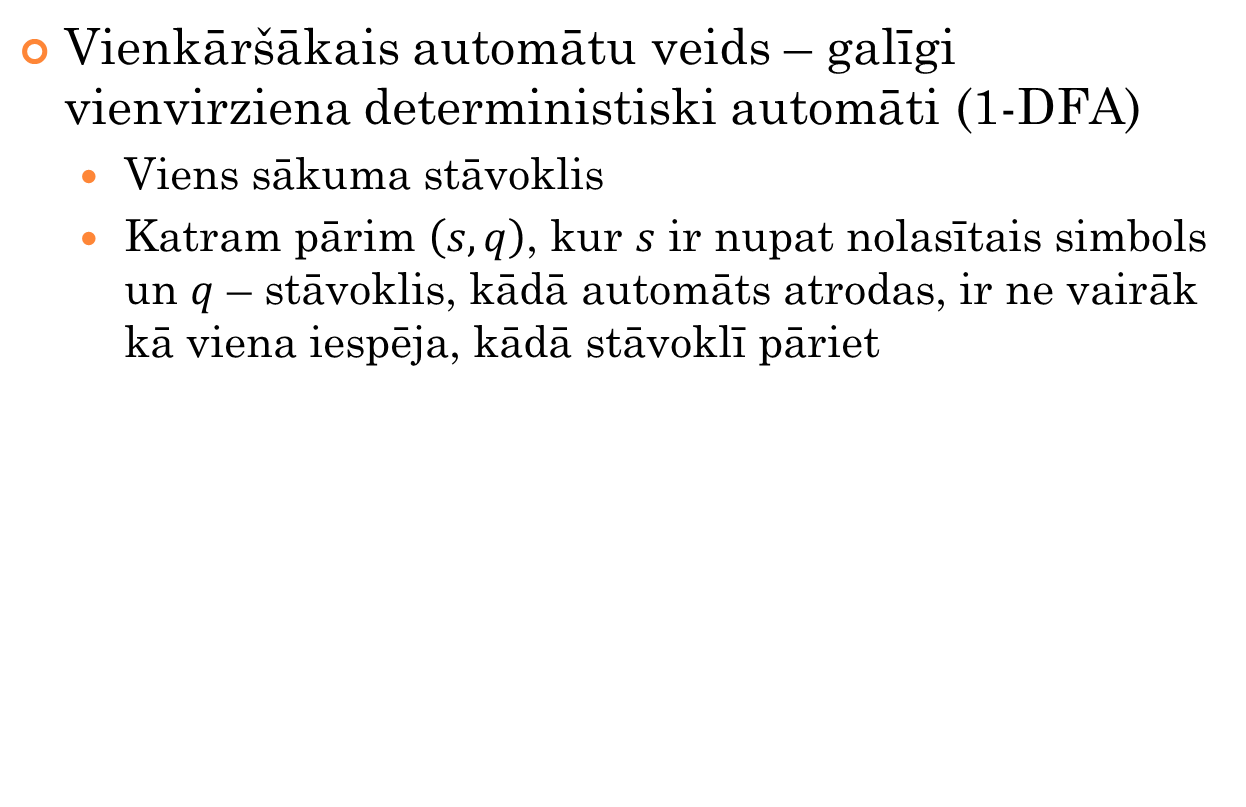 Vienkāršākais automātu veids – galīgi
vienvirziena deterministiski automāti (1-DFA)
Viens sākuma stāvoklis
Katram pārim (s, q), kur s ir nupat nolasītais simbols
un q – stāvoklis, kādā automāts atrodas, ir ne vairāk
kā viena iespēja, kādā stāvoklī pāriet